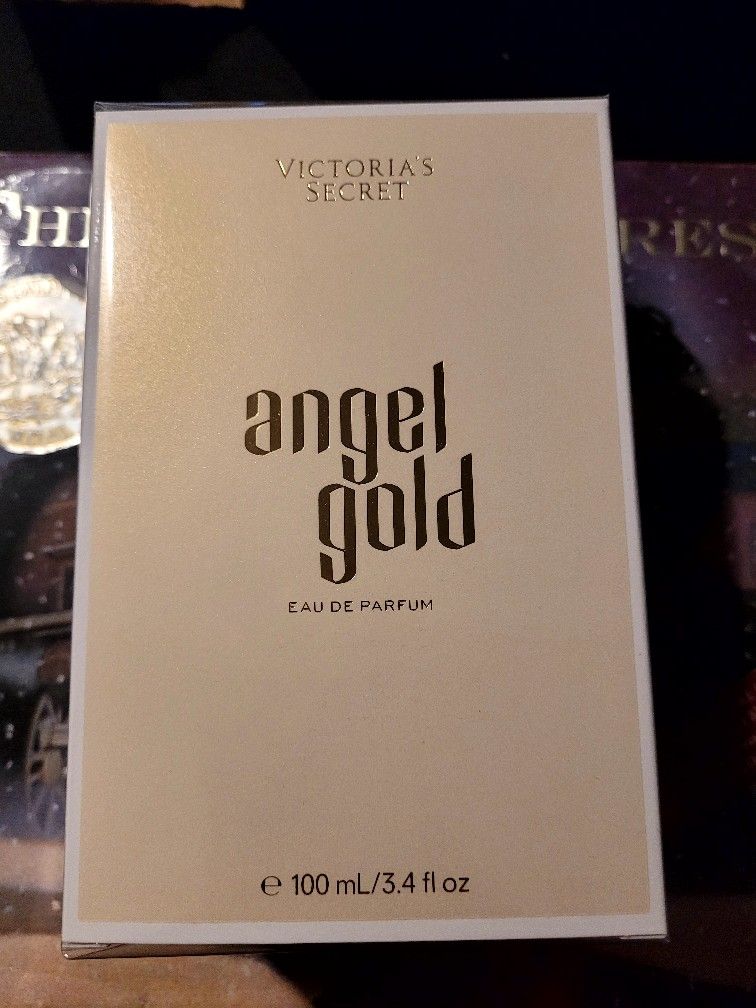 VICTORIA'S
SECRET
angel
gold
EAU DE PARFUM
℮ 100 mL/3.4 fl oz